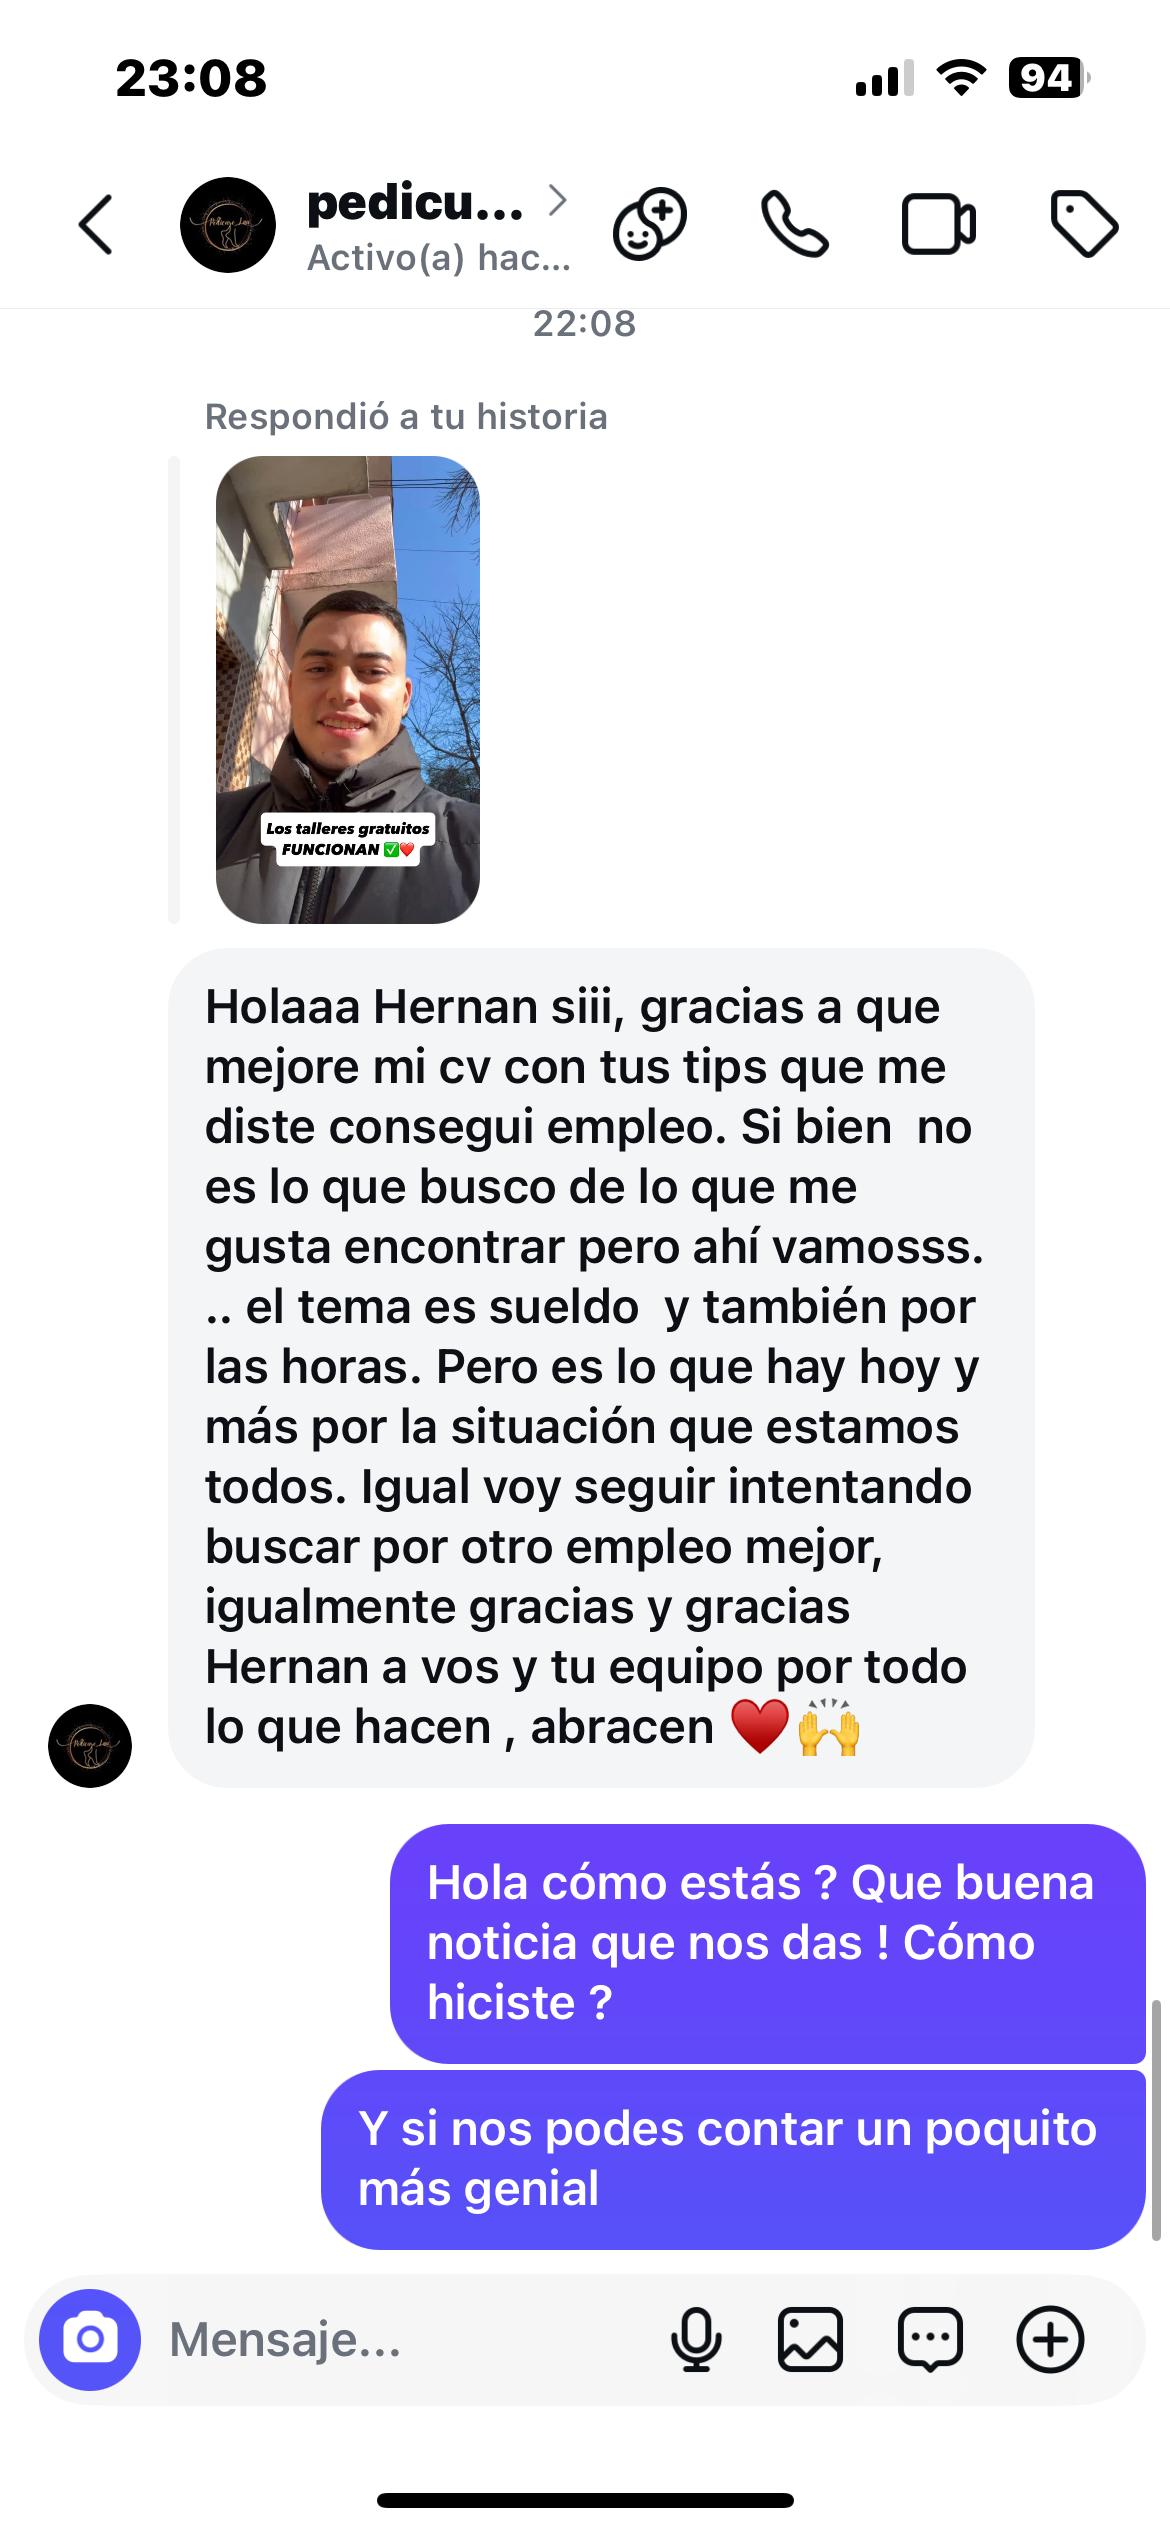 23:08
94
pedicu...
Activo(a) hac...
22:08
Respondió a tu historia
Los talleres gratuitos
FUNCIONAN ✅❤️
Holaaa Hernan siii, gracias a que
mejore mi cv con tus tips que me
diste consegui empleo. Si bien  no
es lo que busco de lo que me
gusta encontrar pero ahí vamosss.
.. el tema es sueldo  y también por
las horas. Pero es lo que hay hoy y
más por la situación que estamos
todos. Igual voy seguir intentando
buscar por otro empleo mejor,
igualmente gracias y gracias
Hernan a vos y tu equipo por todo
lo que hacen , abracen ♥️🙌
Hola cómo estás ? Que buena
noticia que nos das ! Cómo
hiciste ?
Y si nos podes contar un poquito
más genial
Mensaje...